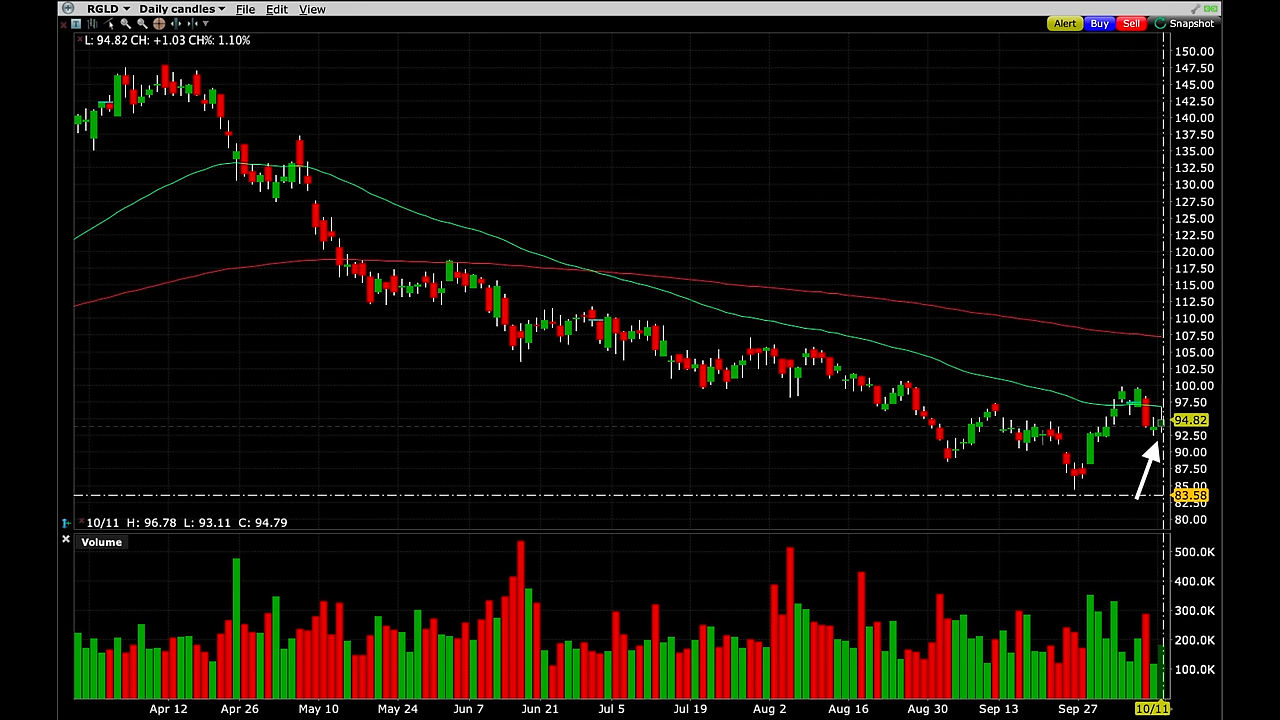 RGLD Daily candles File Edit View
Alert Buy Sell Snapshot
L: 94.82 CH: +1.03 CH%: 1.10%
150.00
147.50
145.00
142.50
140.00
137.50
135.00
132.50
130.00
127.50
125.00
122.50
120.00
117.50
115.00
112.50
110.00
107.50
105.00
102.50
100.00
97.50
94.82
92.50
90.00
87.50
85.00
83.58
82.50
80.00
10/11 H: 96.78 L: 93.11 C: 94.79
Volume
500.0K
400.0K
300.0K
200.0K
100.0K
Apr 12 Apr 26 May 10 May 24 Jun 7 Jun 21 Jul 5 Jul 19 Aug 2 Aug 16 Aug 30 Sep 13 Sep 27 10/11